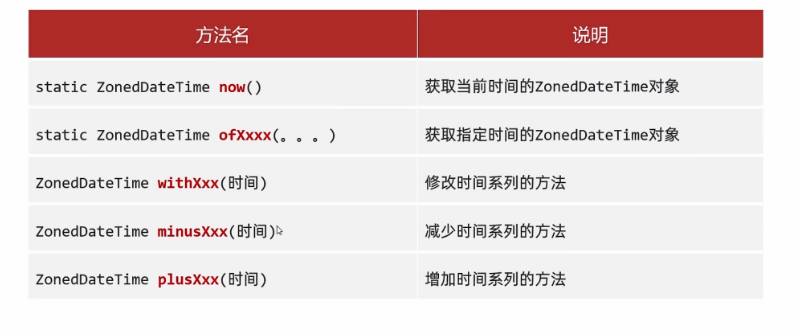 方法名 说明
static ZonedDateTime now() 获取当前时间的ZonedDateTime对象
static ZonedDateTime ofXxxx(。。。) 获取指定时间的ZonedDateTime对象
ZonedDateTime withXxx(时间) 修改时间系列的方法
ZonedDateTime minusXxx(时间) 减少时间系列的方法
ZonedDateTime plusXxx(时间) 增加时间系列的方法